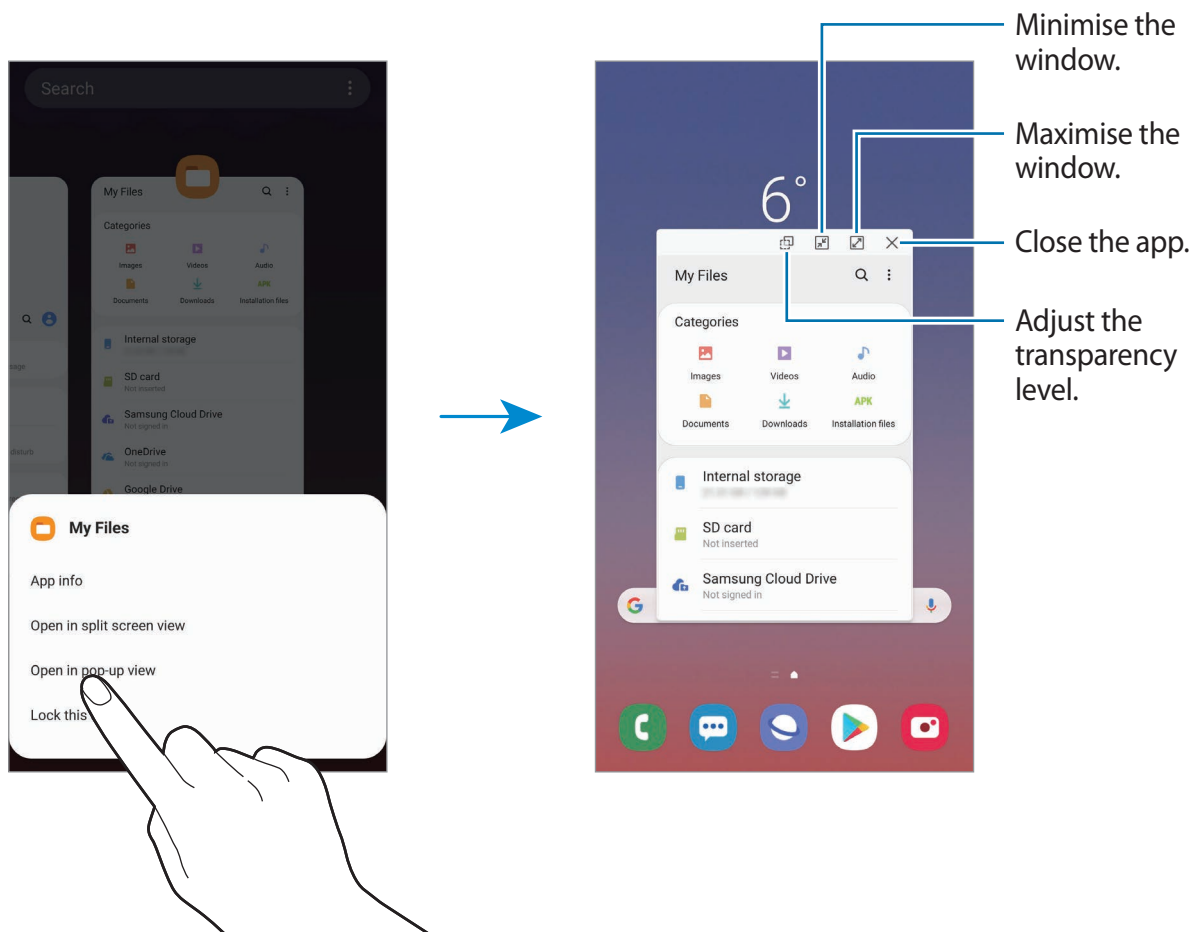 Search
My Files
Categories
Images
Videos
Audio
Documents
Downloads
APK
Installation files
Internal storage
SD card
Not inserted
Samsung Cloud Drive
Not signed in
OneDrive
Not signed in
Google Drive
disturb
My Files
App info
Open in split screen view
Open in pop-up view
Lock this
6°
My Files
Categories
Images
Videos
Audio
Documents
Downloads
APK
Installation files
Internal storage
SD card
Not inserted
Samsung Cloud Drive
Not signed in
G
Minimise the
window.
Maximise the
window.
Close the app.
Adjust the
transparency
level.